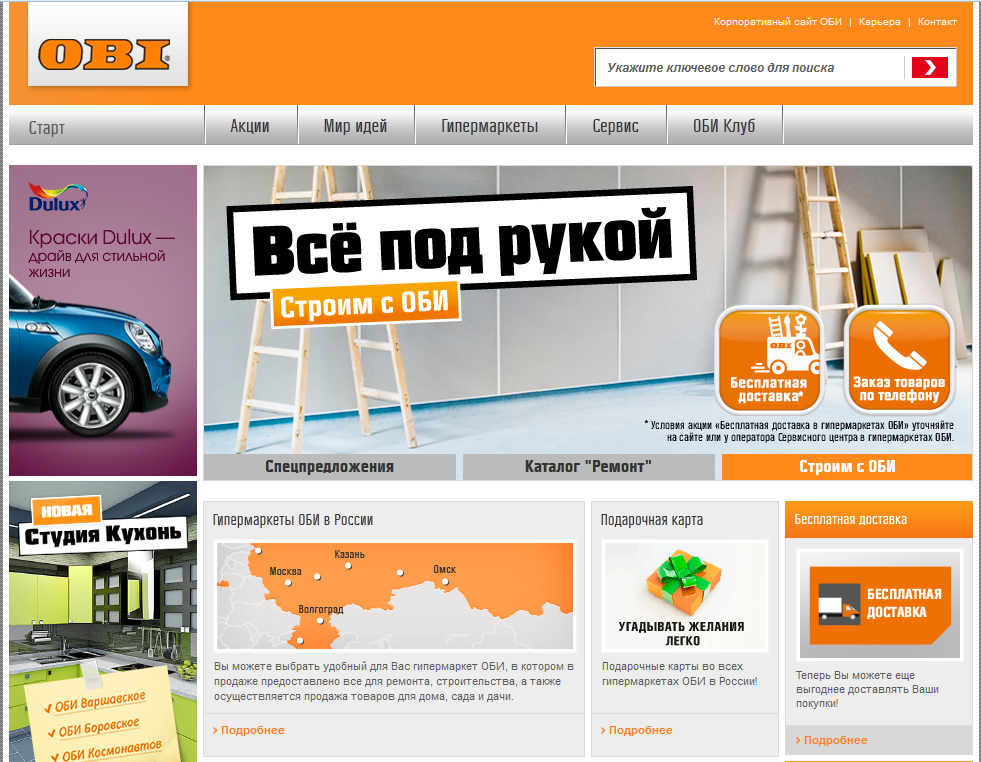 Корпоративный сайт ОБИ | Карьера | Контакт
OBI
Укажите ключевое слово для поиска
Старт
Акции
Мир идей
Гипермаркеты
Сервис
ОБИ Клуб
Dulux
Краски Dulux —
драйв для стильной
жизни
Всё под рукой
Строим с ОБИ
OBI
Бесплатная
доставка*
Заказ товаров
по телефону
* Условия акции «Бесплатная доставка в гипермаркетах ОБИ» уточняйте
на сайте или у оператора Сервисного центра в гипермаркетах ОБИ.
Спецпредложения
Каталог "Ремонт"
Строим с ОБИ
НОВАЯ
Студия Кухонь
ОБИ Варшавское
ОБИ Боровское
ОБИ Космонавтов
Гипермаркеты ОБИ в России
Казань
Москва
Омск
Волгоград
Вы можете выбрать удобный для Вас гипермаркет ОБИ, в котором в
продаже предоставлено все для ремонта, строительства, а также
осуществляется продажа товаров для дома, сада и дачи.
Подробнее
Подарочная карта
УГАДЫВАТЬ ЖЕЛАНИЯ
ЛЕГКО
Подарочные карты во всех
гипермаркетах ОБИ в России!
Подробнее
Бесплатная доставка
БЕСПЛАТНАЯ
ДОСТАВКА
Теперь Вы можете еще
выгоднее доставлять Ваши
покупки!
Подробнее